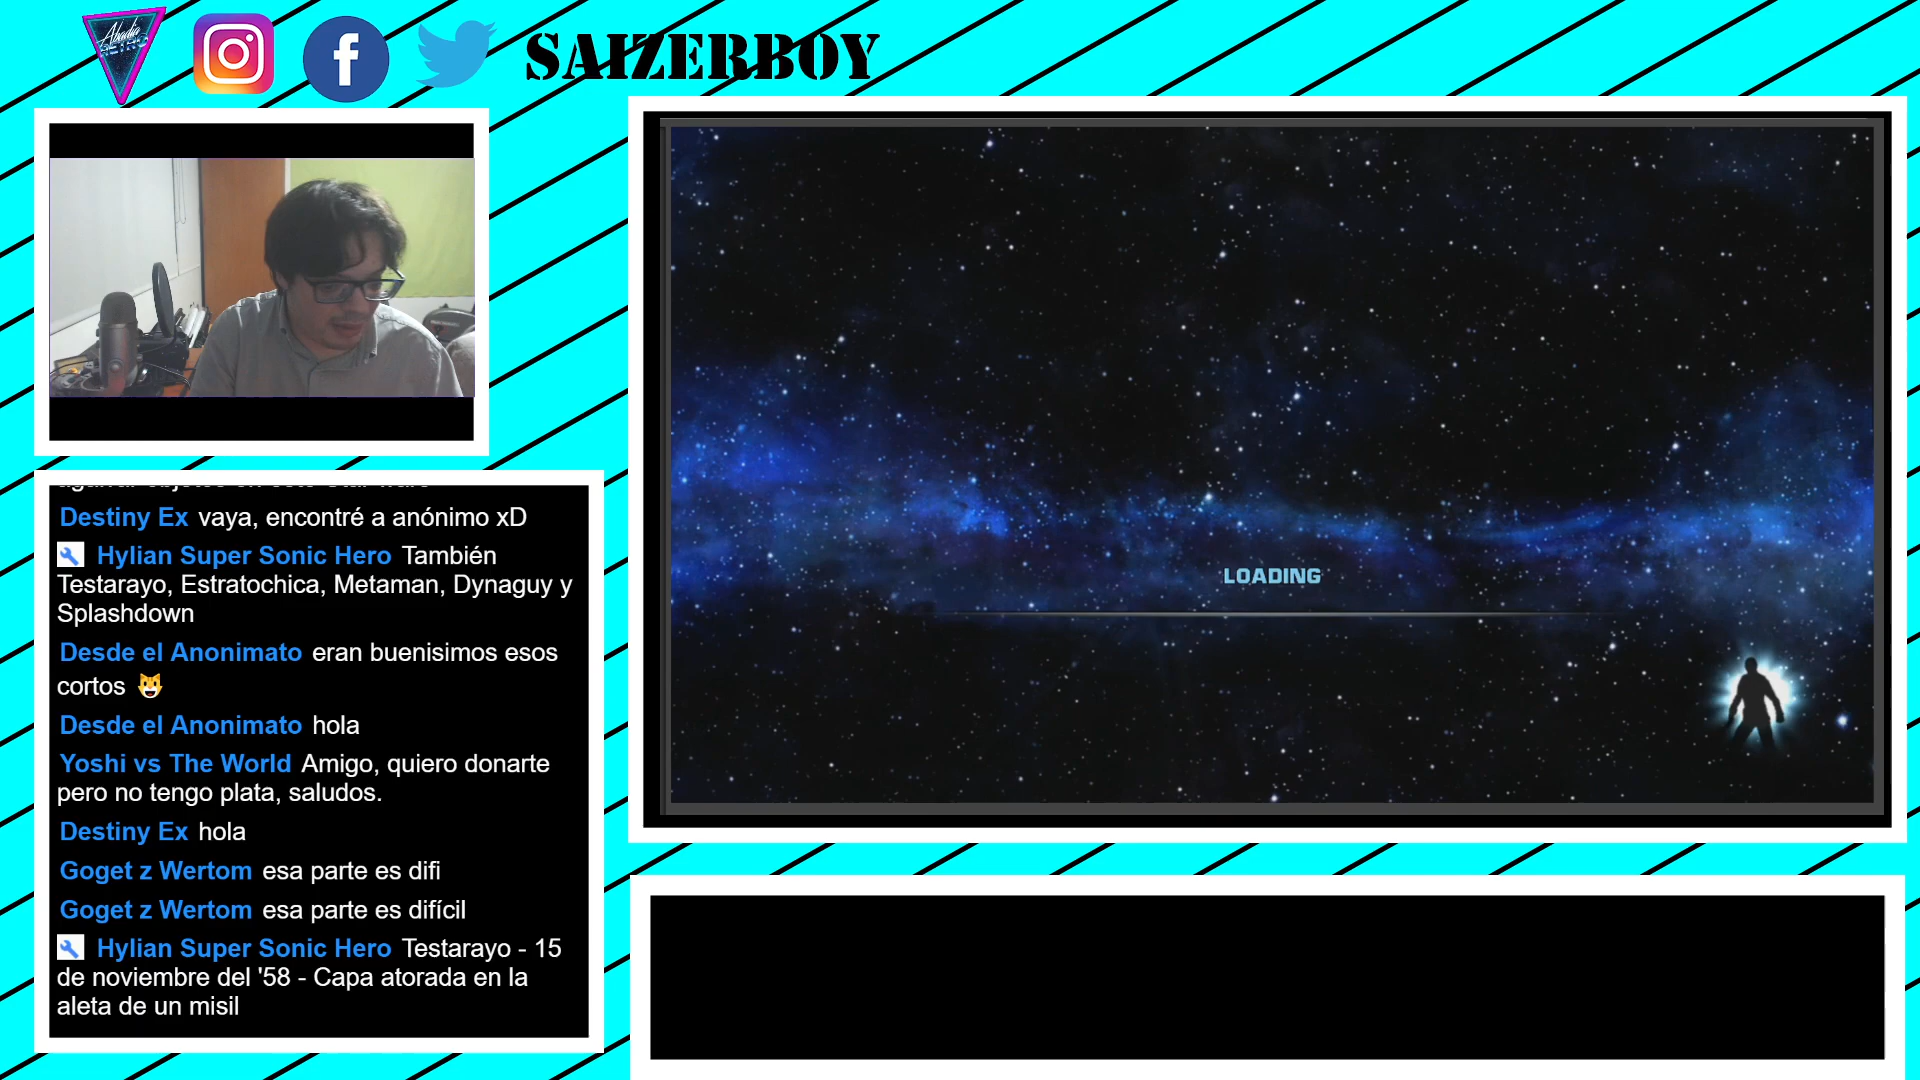 Abadia
RETRO
SAIZERBOY
LOADING
Destiny Ex vaya, encontré a anónimo xD
Hylian Super Sonic Hero También
Testarayo, Estratochica, Metaman, Dynaguy y
Splashdown
Desde el Anonimato eran buenisimos esos
cortos
Desde el Anonimato hola
Yoshi vs The World Amigo, quiero donarte
pero no tengo plata, saludos.
Destiny Ex hola
Goget z Wertom esa parte es difi
Goget z Wertom esa parte es difícil
Hylian Super Sonic Hero Testarayo - 15
de noviembre del '58 - Capa atorada en la
aleta de un misil